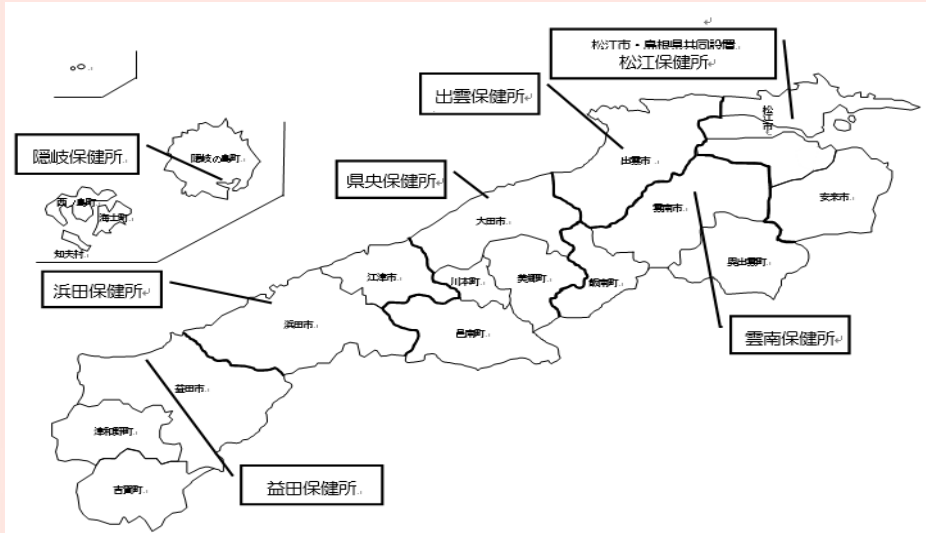 松江市・島根県共同設置
松江保健所
出雲保健所
松江市
隠岐保健所
隠岐の島町
出雲市
県央保健所
安来市
西ノ島町
海士町
雲南市
大田市
知夫村
奥出雲町
江津市
川本町
美郷町
飯南町
浜田保健所
浜田市
邑南町
雲南保健所
益田市
津和野町
吉賀町
益田保健所